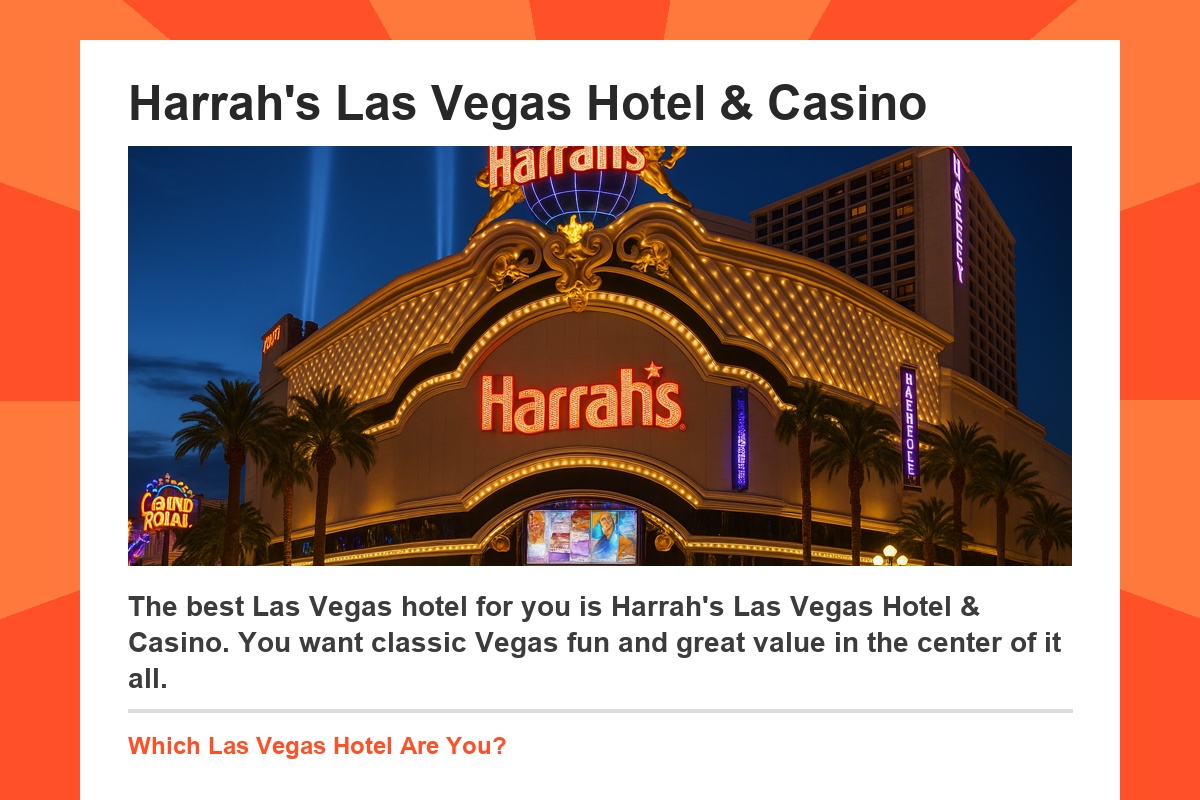 Harrah's Las Vegas Hotel & Casino
Harrah's
HAEHEOLE
Harrah's
The best Las Vegas hotel for you is Harrah's Las Vegas Hotel &
Casino. You want classic Vegas fun and great value in the center of it
all.
Which Las Vegas Hotel Are You?